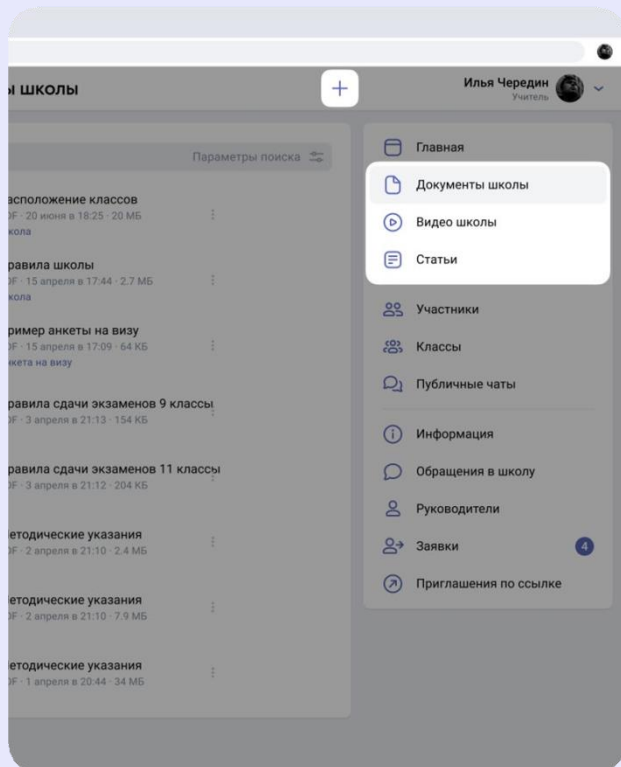 ы школы
Илья Чередин
Учитель
Параметры поиска
асположение классов
DF · 20 июня в 18:25 · 20 МБ
кола
равила школы
DF · 15 апреля в 17:44 · 2.7 МБ
кола
ример анкеты на визу
DF · 15 апреля в 17:09 · 64 КБ
нкета на визу
равила сдачи экзаменов 9 классы
DF · 3 апреля в 21:13 · 154 КБ
равила сдачи экзаменов 11 классы
DF · 3 апреля в 21:12 · 204 КБ
етодические указания
DF · 2 апреля в 21:10 · 2.4 МБ
етодические указания
DF · 2 апреля в 21:10 · 7.9 МБ
етодические указания
DF · 1 апреля в 20:44 · 34 МБ
Главная
Документы школы
Видео школы
Статьи
Участники
Классы
Публичные чаты
Информация
Обращения в школу
Руководители
Заявки 4
Приглашения по ссылке